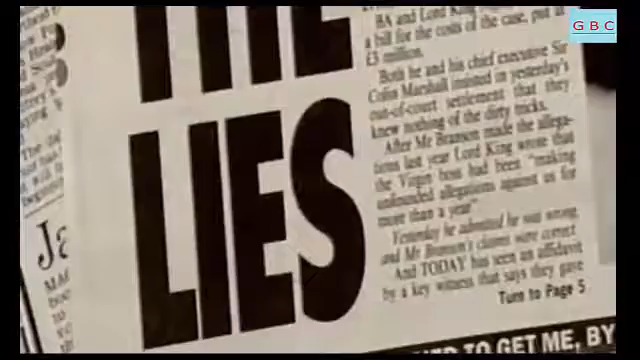 THE
LIES
BA and Lord King
a bill for the costs of the case, put at
£3 million.
Both he and his chief executive Sir
Colin Marshall insisted in yesterday's
out-of-court settlement that they
knew nothing of the dirty tricks.
After Mr Branson made the allega-
tions last year Lord King wrote that
the Virgin boss had been "making
unfounded allegations against us for
more than a year"
Yesterday he admitted he was wrong
and Mr Branson's claims were correct
And TODAY has seen an affidavit
by a key witness that says they gave
Turn to Page 5
TO GET ME, BY
Ja
GBC